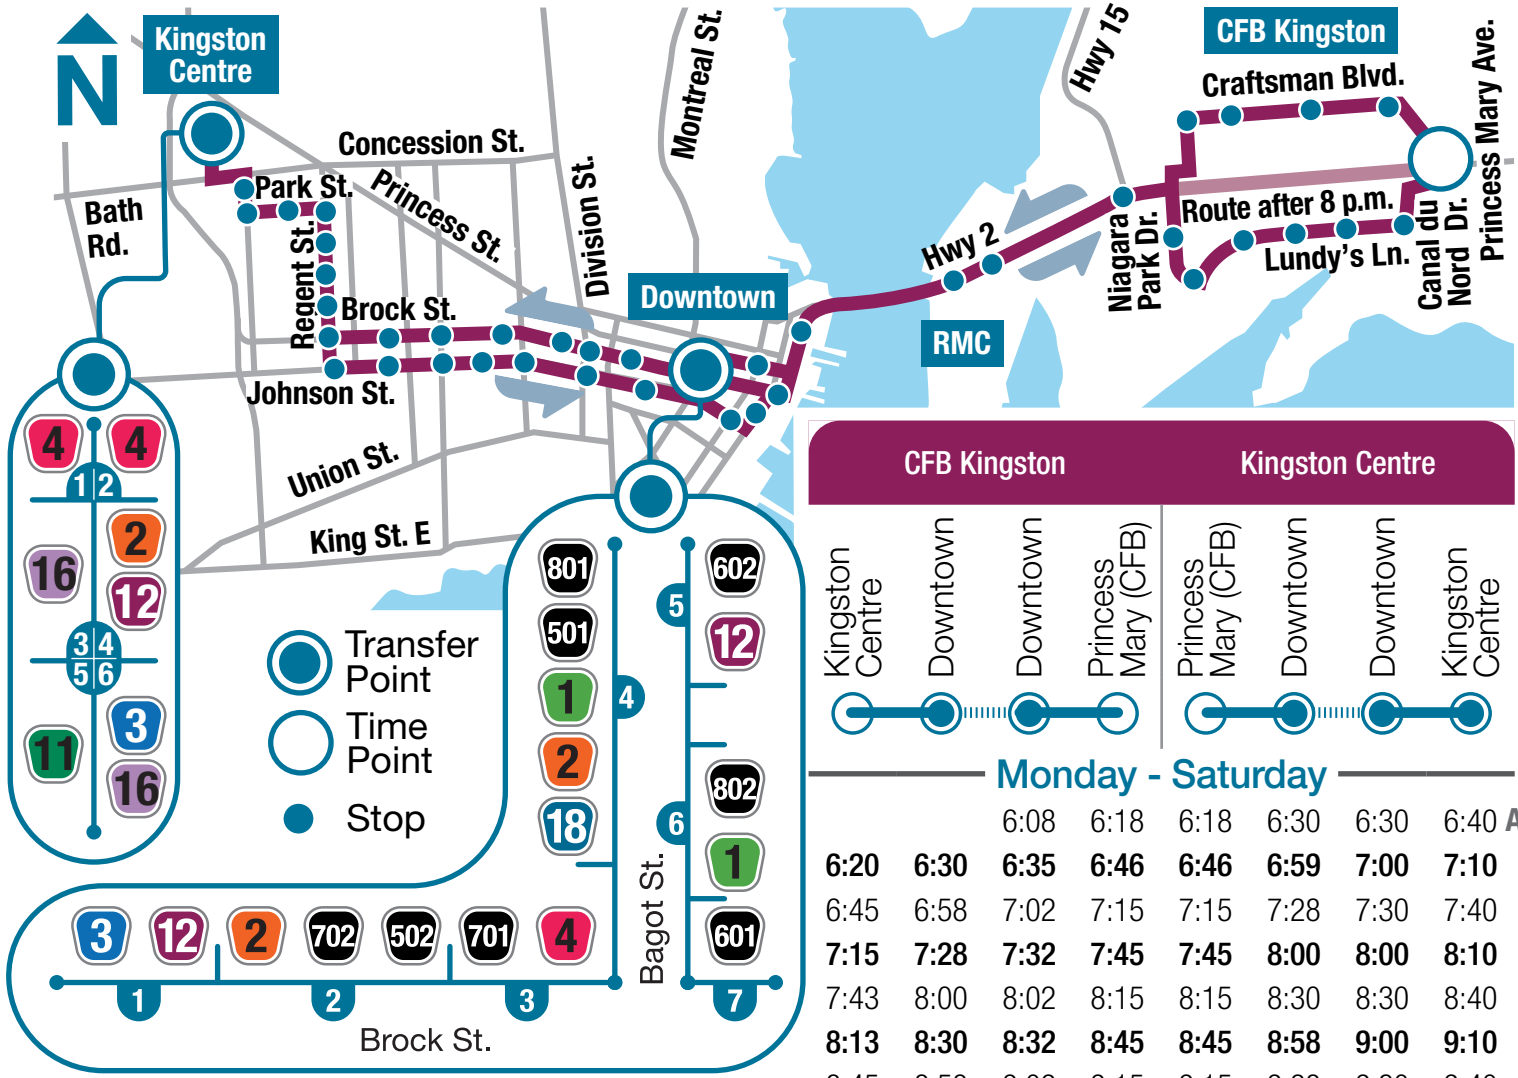 N
Kingston
Centre
Concession St.
Park St.
Princess St.
Bath
Rd.
Regent St.
Brock St.
Johnson St.
Union St.
King St. E
Division St.
Montreal St.
Downtown
Hwy 15
Hwy 2
RMC
CFB Kingston
Craftsman Blvd.
Princess Mary Ave.
Route after 8 p.m.
Lundy's Ln.
Niagara
Park Dr.
Canal du
Nord Dr.
4 4
1 2
2
16
12
3 4
5 6
3
11
16
Transfer
Point
Time
Point
Stop
801
501
1
2
18
4
602
5
12
802
6
1
601
7
Bagot St.
3 12 2 702 502 701 4
1 2 3
Brock St.
CFB Kingston Kingston Centre
Kingston
Centre
Downtown
Downtown
Princess
Mary (CFB)
Princess
Mary (CFB)
Downtown
Downtown
Kingston
Centre
Monday - Saturday
6:08 6:18 6:18 6:30 6:30 6:40 A
6:20 6:30 6:35 6:46 6:46 6:59 7:00 7:10
6:45 6:58 7:02 7:15 7:15 7:28 7:30 7:40
7:15 7:28 7:32 7:45 7:45 8:00 8:00 8:10
7:43 8:00 8:02 8:15 8:15 8:30 8:30 8:40
8:13 8:30 8:32 8:45 8:45 8:58 9:00 9:10